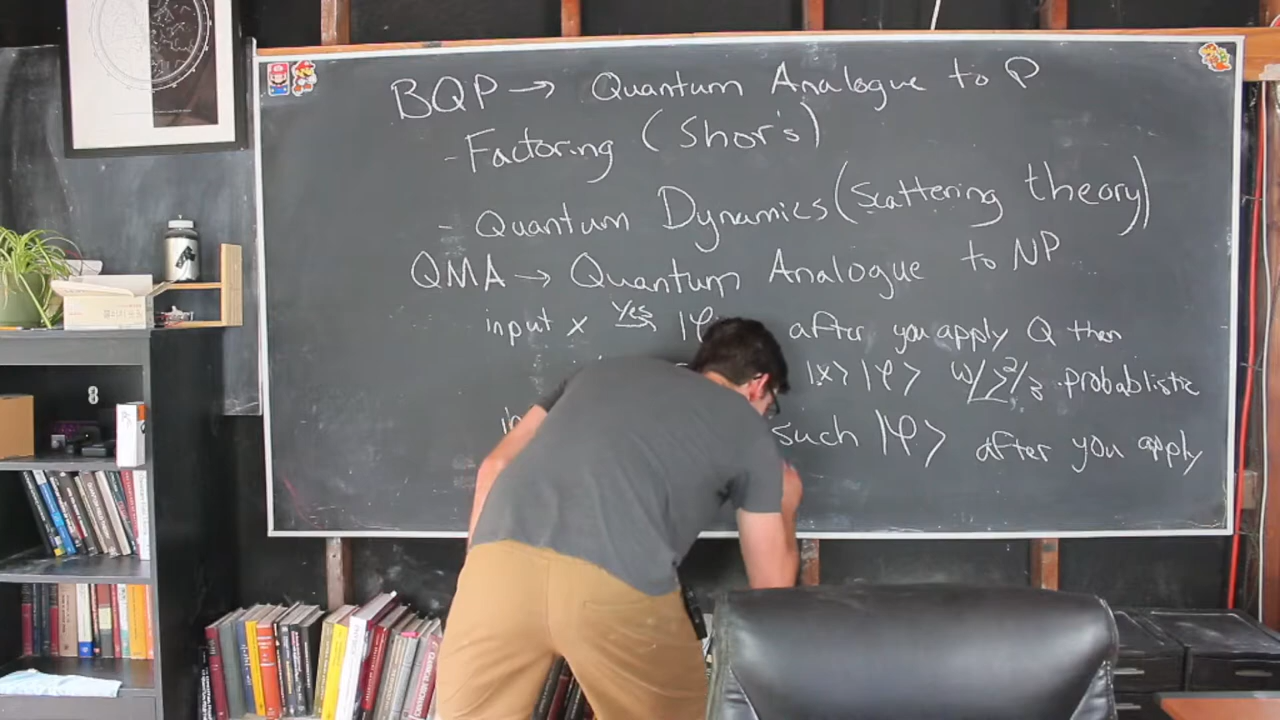 BQP → Quantum Analogue to P
- Factoring (Shor's)
- Quantum Dynamics (Scattering theory)
QMA → Quantum Analogue to NP
input x Yes → |φ after you apply Q then
|x> |φ> w/ ≥ 2/3 probablistic
such |φ> after you apply